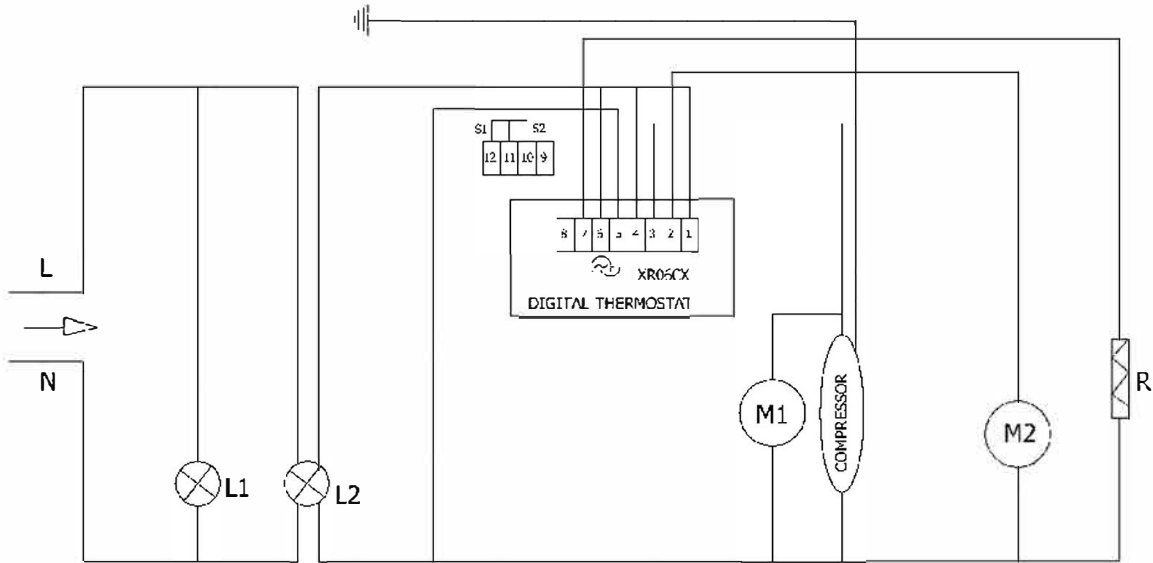 S1 S2
12 11 10 9
8 7 6 5 4 3 2 1
L
XR06CX
DIGITAL THERMOSTAT
N
R
M1
COMPRESSOR
M2
L1
L2